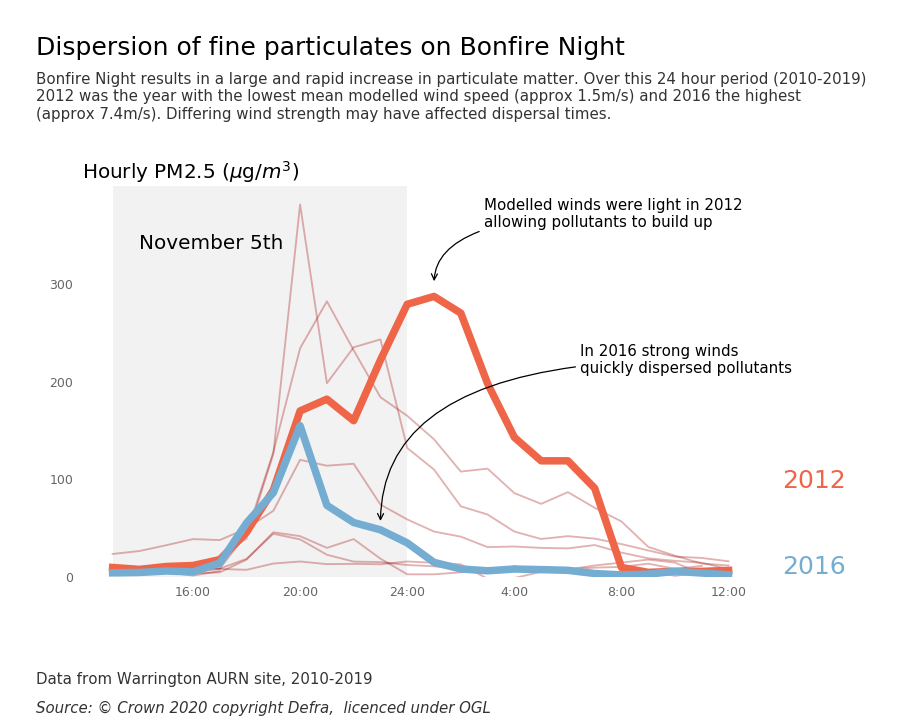 Dispersion of fine particulates on Bonfire Night
Bonfire Night results in a large and rapid increase in particulate matter. Over this 24 hour period (2010-2019)
2012 was the year with the lowest mean modelled wind speed (approx 1.5m/s) and 2016 the highest
(approx 7.4m/s). Differing wind strength may have affected dispersal times.
Hourly PM2.5 (μg/m³)
Modelled winds were light in 2012
allowing pollutants to build up
November 5th
300
In 2016 strong winds
quickly dispersed pollutants
200
100
2012
2016
0
16:00 20:00 24:00 4:00 8:00 12:00
Data from Warrington AURN site, 2010-2019
Source: © Crown 2020 copyright Defra,  licenced under OGL